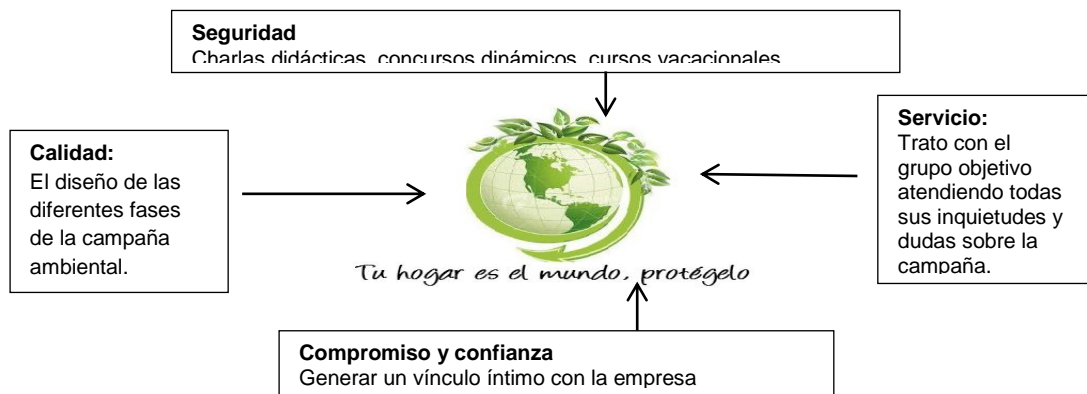 Seguridad
Charlas didácticas, concursos dinámicos, cursos vacacionales
Calidad:
El diseño de las
diferentes fases
de la campaña
ambiental.
Servicio:
Trato con el
grupo objetivo
atendiendo todas
sus inquietudes y
dudas sobre la
campaña.
Tu hogar es el mundo, protégelo
Compromiso y confianza
Generar un vínculo íntimo con la empresa